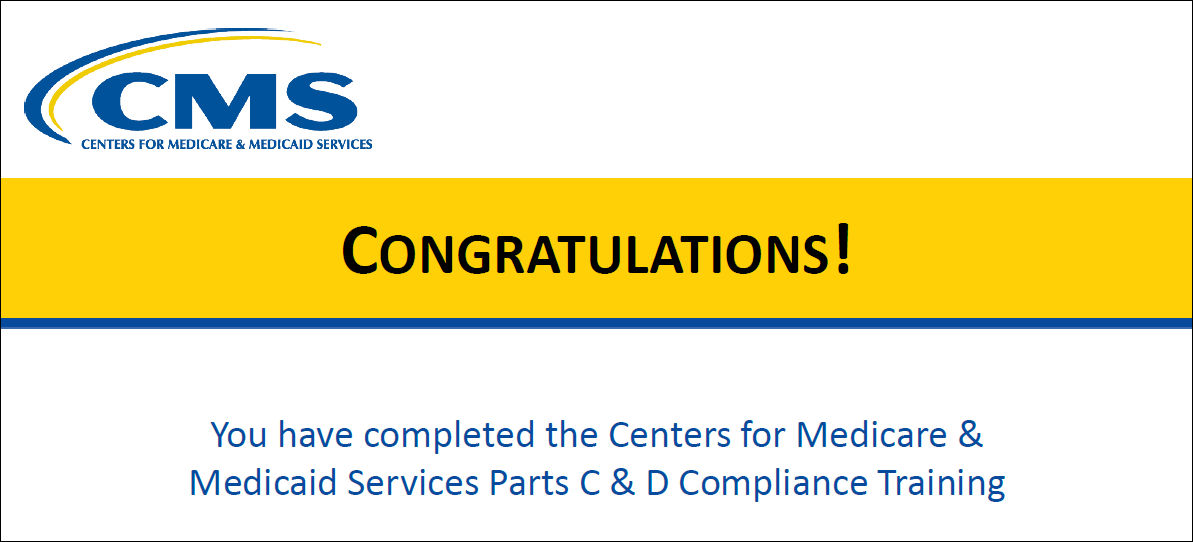 CMS
CENTERS FOR MEDICARE & MEDICAID SERVICES
CONGRATULATIONS!
You have completed the Centers for Medicare &
Medicaid Services Parts C & D Compliance Training